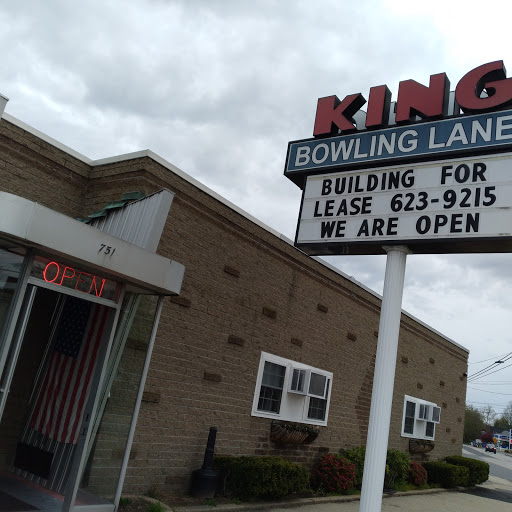 KING
BOWLING LANE
BUILDING FOR
LEASE 623-9215
WE ARE OPEN
751
OPEN